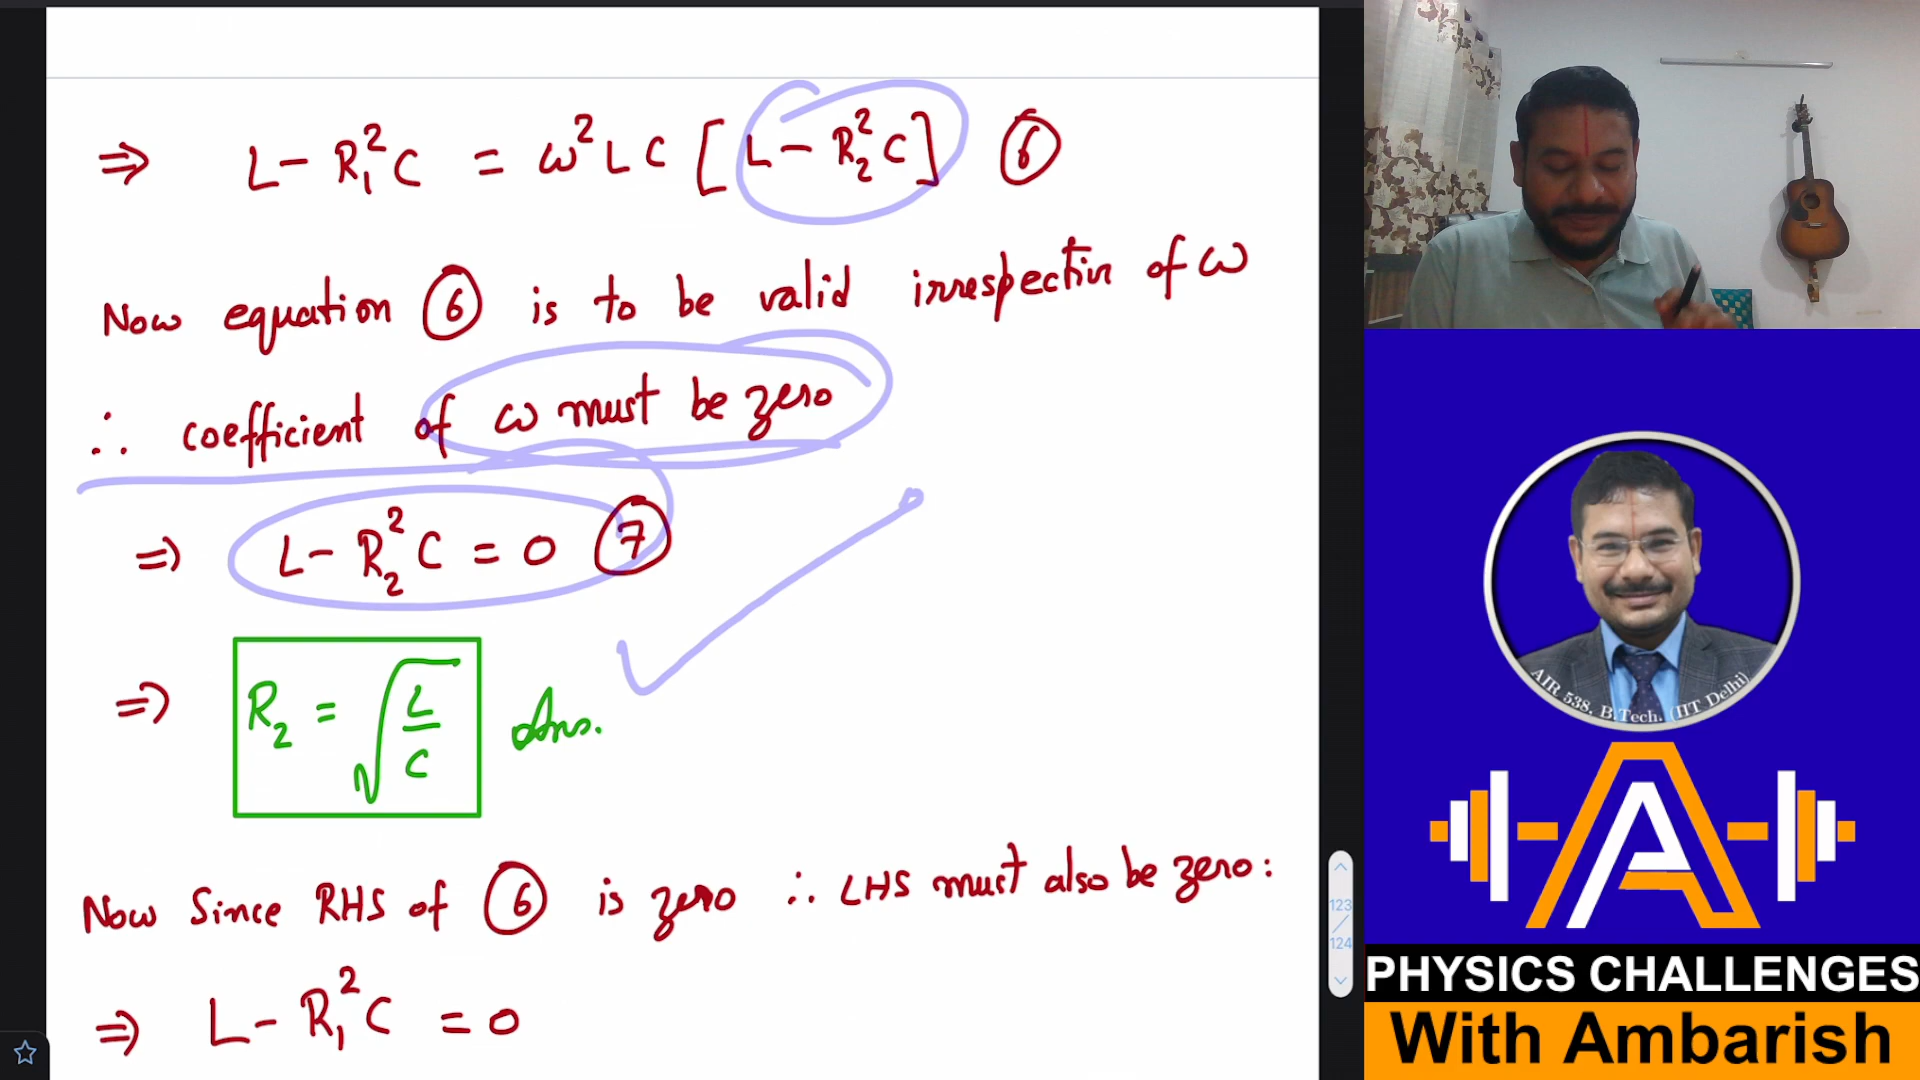 ⇒ L - R₁²C = ω²LC [L - R₂²C] ⑥
Now equation ⑥ is to be valid irrespective of ω
∴ coefficient of ω must be zero
⇒ L - R₂²C = 0 ⑦
⇒ R₂ = √(L/C) Ans.
Now Since RHS of ⑥ is zero ∴ LHS must also be zero:
⇒ L - R₁²C = 0
123
/
124
AIR 538, B.Tech. (IIT Delhi)
A
PHYSICS CHALLENGES
With Ambarish